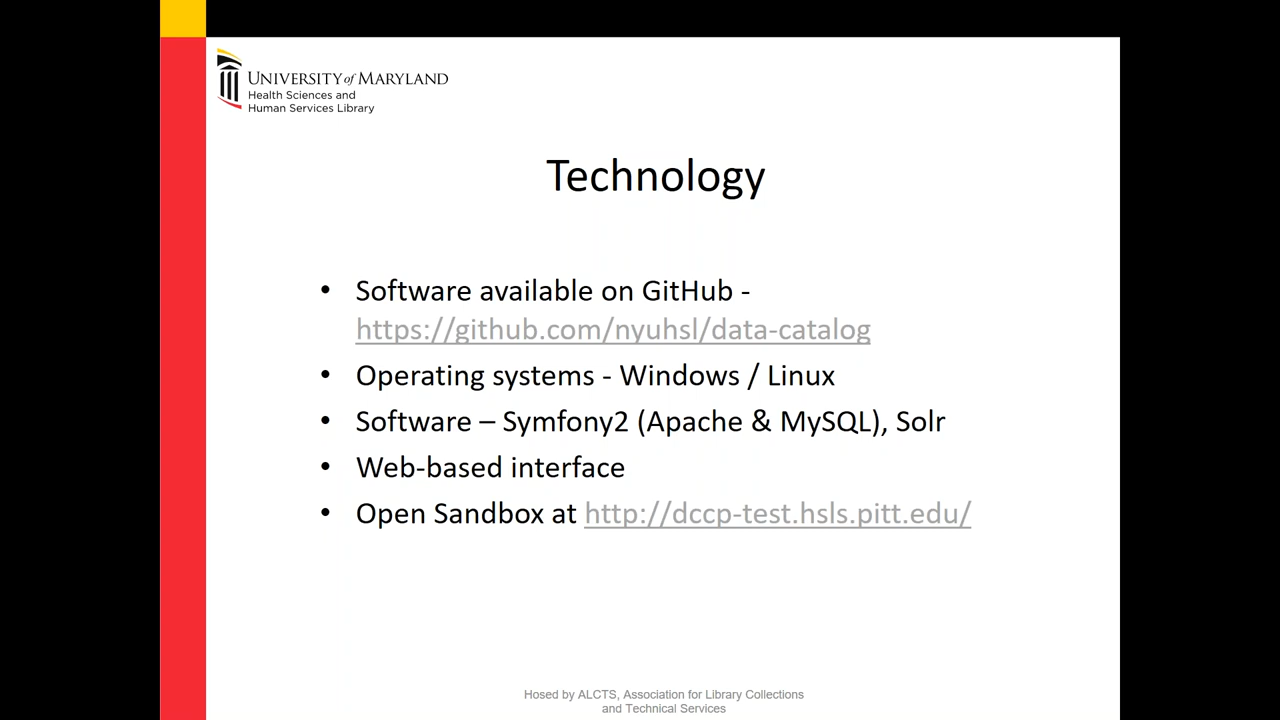 UNIVERSITY of MARYLAND
Health Sciences and
Human Services Library
Technology
• Software available on GitHub -
https://github.com/nyuhsl/data-catalog
• Operating systems - Windows / Linux
• Software – Symfony2 (Apache & MySQL), Solr
• Web-based interface
• Open Sandbox at http://dccp-test.hsls.pitt.edu/
Hosed by ALCTS, Association for Library Collections
and Technical Services